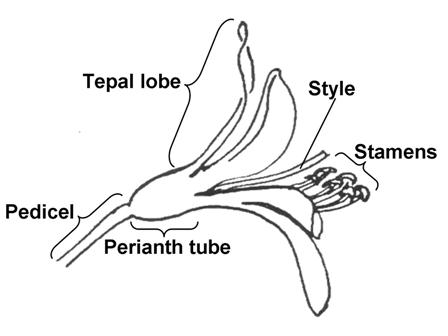 Tepal lobe
Style
Stamens
Pedicel
Perianth tube